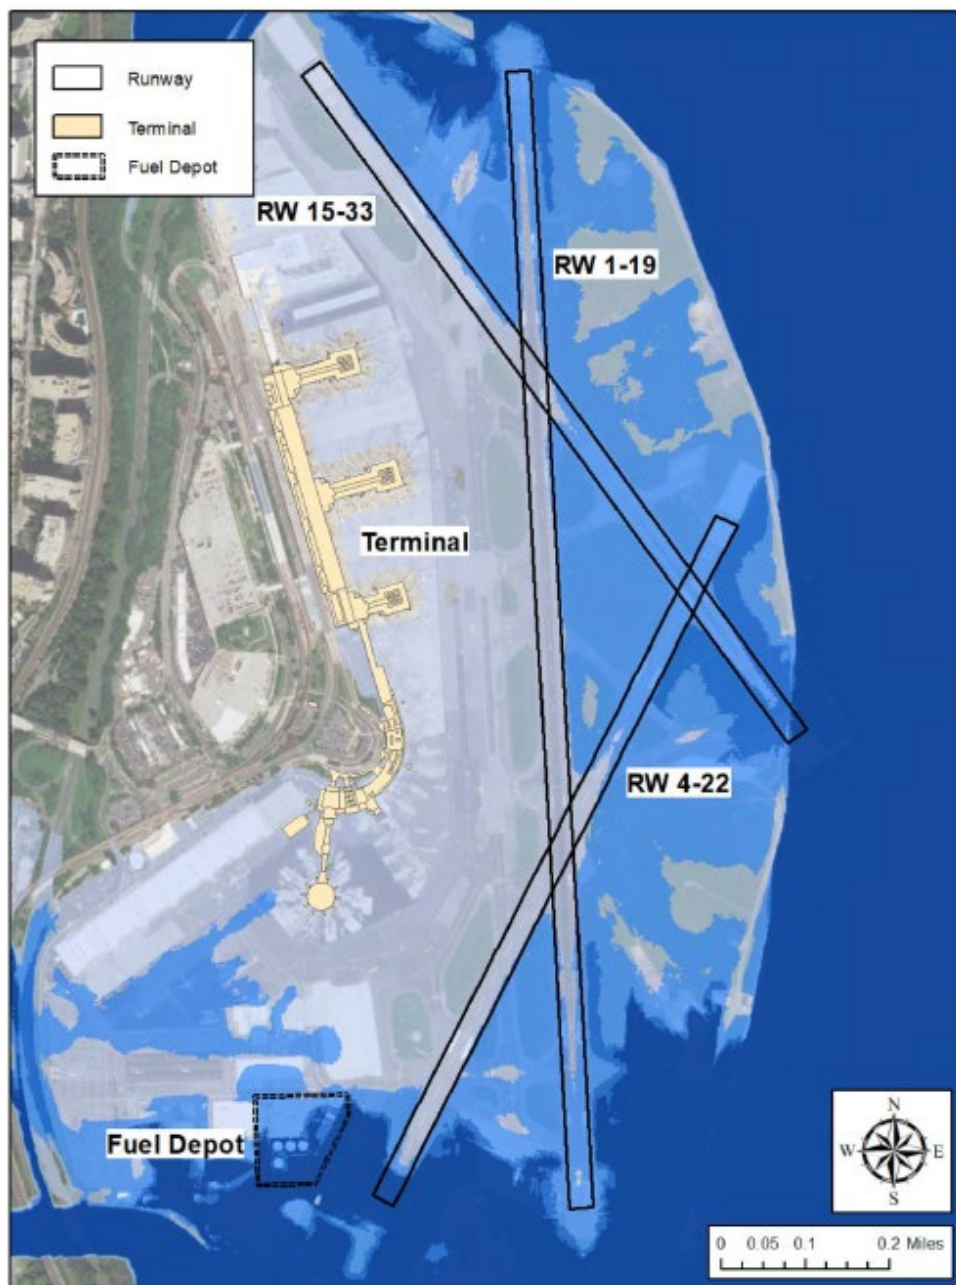 Runway
Terminal
Fuel Depot
RW 15-33
RW 1-19
Terminal
RW 4-22
Fuel Depot
N
W E
S
0 0.05 0.1 0.2 Miles